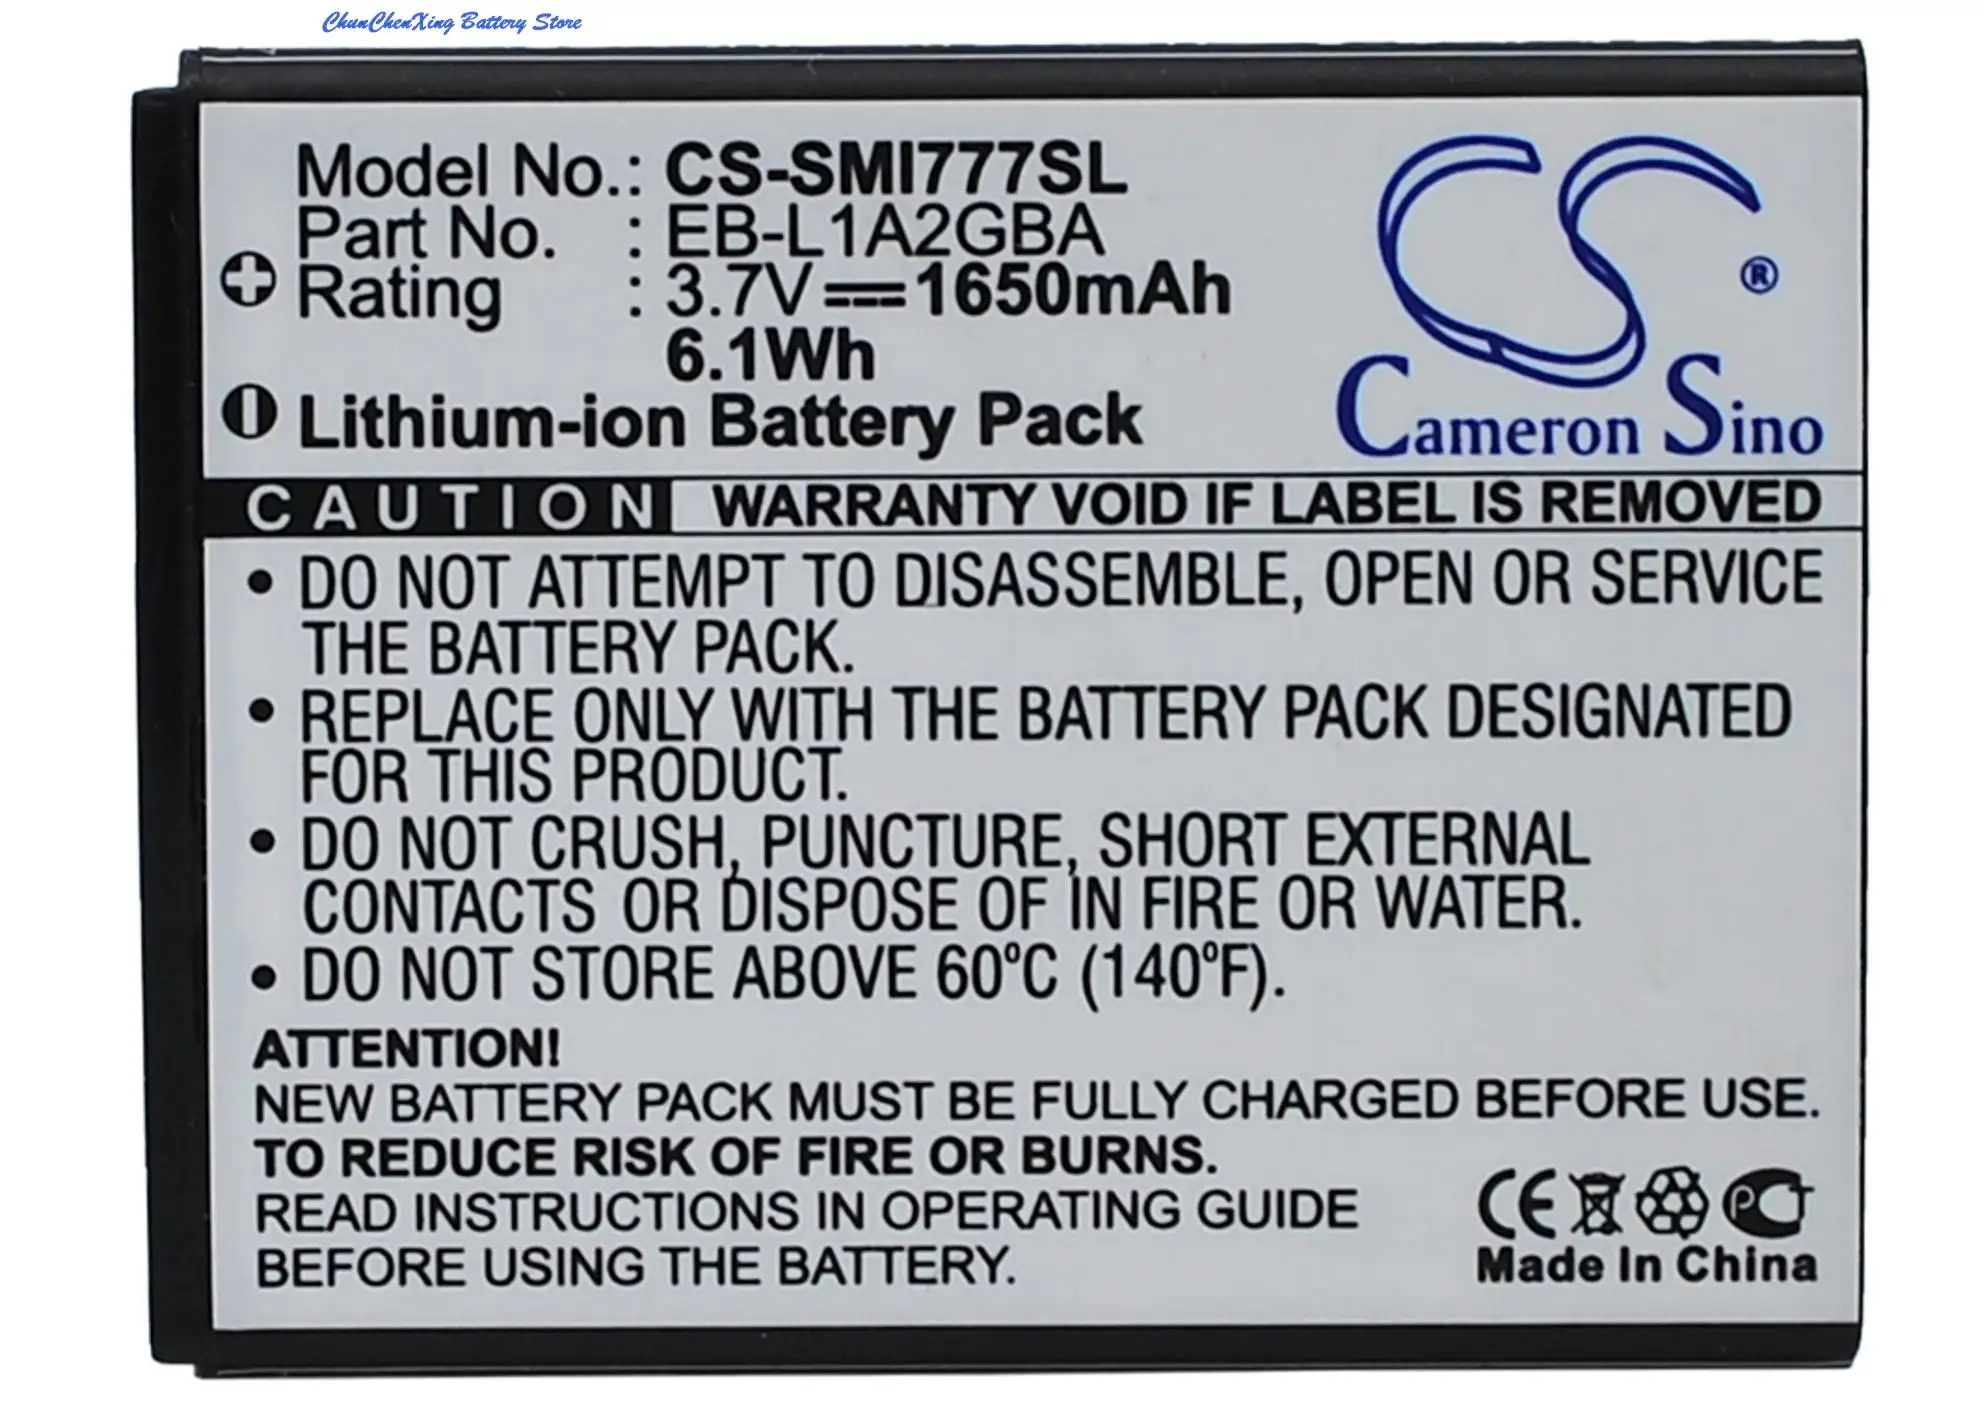 ChunChenXing Battery Store
Model No.: CS-SMI777SL
Part No. : EB-L1A2GBA
Rating : 3.7V 1650mAh
6.1Wh
Lithium-ion Battery Pack
CS ®
Cameron Sino
CAUTION WARRANTY VOID IF LABEL IS REMOVED
• DO NOT ATTEMPT TO DISASSEMBLE, OPEN OR SERVICE
THE BATTERY PACK.
• REPLACE ONLY WITH THE BATTERY PACK DESIGNATED
FOR THIS PRODUCT.
• DO NOT CRUSH, PUNCTURE, SHORT EXTERNAL
CONTACTS OR DISPOSE OF IN FIRE OR WATER.
• DO NOT STORE ABOVE 60°C (140°F).
ATTENTION!
NEW BATTERY PACK MUST BE FULLY CHARGED BEFORE USE.
TO REDUCE RISK OF FIRE OR BURNS.
READ INSTRUCTIONS IN OPERATING GUIDE
BEFORE USING THE BATTERY.
CE PCT
Made In China